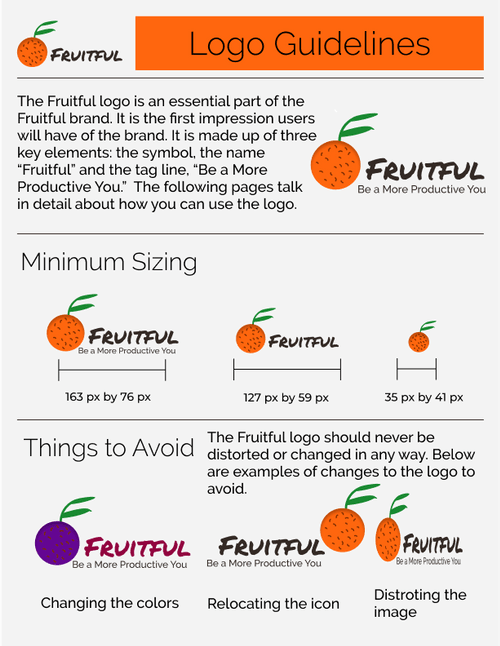 Fruitful
Logo Guidelines
The Fruitful logo is an essential part of the
Fruitful brand. It is the first impression users
will have of the brand. It is made up of three
key elements: the symbol, the name
“Fruitful” and the tag line, “Be a More
Productive You.” The following pages talk
in detail about how you can use the logo.
Fruitful
Be a More Productive You
Minimum Sizing
Fruitful
Be a More Productive You
Fruitful
163 px by 76 px
127 px by 59 px
35 px by 41 px
Things to Avoid
The Fruitful logo should never be
distorted or changed in any way. Below
are examples of changes to the logo to
avoid.
Fruitful
Be a More Productive You
Fruitful
Be a More Productive You
Fruitful
Be a More Productive You
Changing the colors
Relocating the icon
Distroting the
image